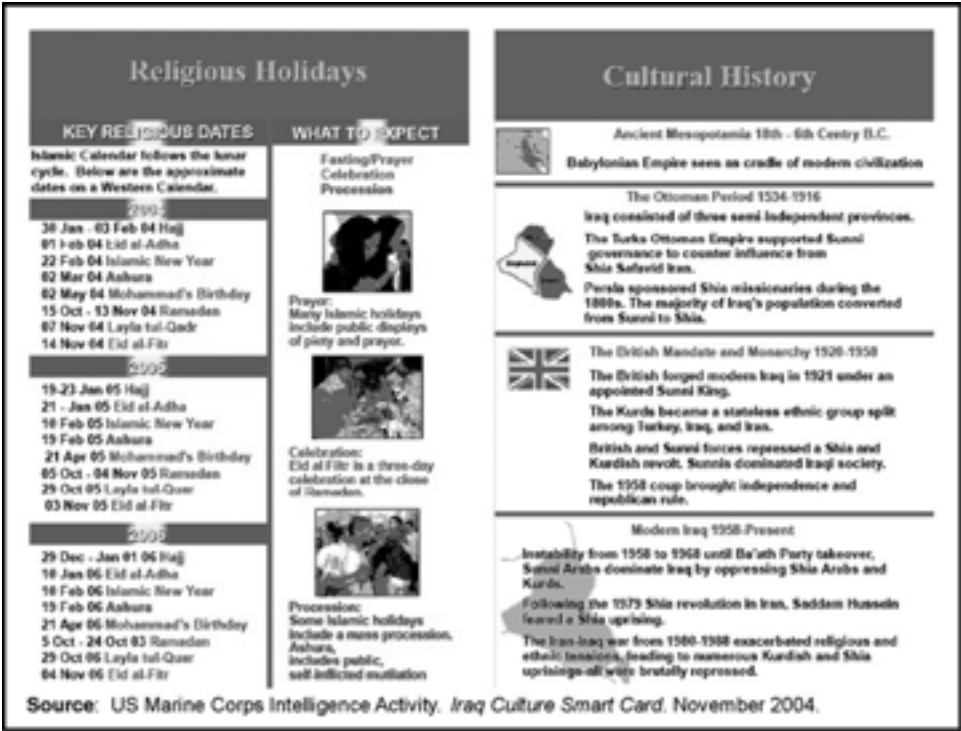 Religious Holidays
KEY RELIGIOUS DATES
Islamic Calendar follows the lunar
cycle. Below are the approximate
dates on a Western Calendar.
2004
30 Jan - 03 Feb 04 Hajj
01 Feb 04 Eid al-Adha
22 Feb 04 Islamic New Year
02 Mar 04 Ashura
02 May 04 Mohammad's Birthday
15 Oct - 13 Nov 04 Ramadan
07 Nov 04 Layla tul-Qadr
14 Nov 04 Eid al-Fitr
2005
19-23 Jan 05 Hajj
21 - Jan 05 Eid al-Adha
10 Feb 05 Islamic New Year
19 Feb 05 Ashura
21 Apr 05 Mohammad's Birthday
05 Oct - 04 Nov 05 Ramadan
29 Oct 05 Layla tul-Quar
03 Nov 05 Eid al-Fitr
2006
29 Dec - Jan 01 06 Hajj
10 Jan 06 Eid al-Adha
10 Feb 06 Islamic New Year
19 Feb 06 Ashura
21 Apr 06 Mohammad's Birthday
5 Oct - 24 Oct 03 Ramadan
29 Oct 06 Layla tul-Quar
04 Nov 06 Eid al-Fitr
WHAT TO EXPECT
Fasting/Prayer
Celebration
Procession
Prayer:
Many Islamic holidays
include public displays
of piety and prayer.
Celebration:
Eid al Fitr is a three-day
celebration at the close
of Ramadan.
Procession:
Some Islamic holidays
include a mass procession.
Ashura,
includes public,
self-inflicted mutilation
Cultural History
Ancient Mesopotamia 18th - 6th Centry B.C.
Babylonian Empire seen as cradle of modern civilization
The Ottoman Period 1534-1916
Iraq consisted of three semi-independent provinces.
The Turks Ottoman Empire supported Sunni
governance to counter influence from
Shia Safavid Iran.
Persia sponsored Shia missionaries during the
1800s. The majority of Iraq's population converted
from Sunni to Shia.
The British Mandate and Monarchy 1920-1958
The British forged modern Iraq in 1921 under an
appointed Sunni King.
The Kurds became a stateless ethnic group split
among Turkey, Iraq, and Iran.
British and Sunni forces repressed a Shia and
Kurdish revolt. Sunnis dominated Iraqi society.
The 1958 coup brought independence and
republican rule.
Modern Iraq 1958-Present
Instability from 1958 to 1968 until Ba'ath Party takeover,
Sunni Arabs dominate Iraq by oppressing Shia Arabs and
Kurds.
Following the 1979 Shia revolution in Iran, Saddam Hussein
feared a Shia uprising.
The Iran-Iraq war from 1980-1988 exacerbated religious and
ethnic tensions, leading to numerous Kurdish and Shia
uprisings-all were brutally repressed.
Source: US Marine Corps Intelligence Activity. Iraq Culture Smart Card. November 2004.